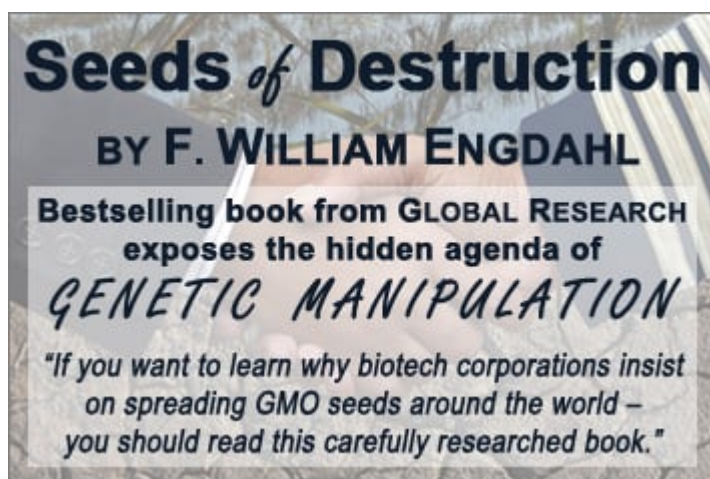 Seeds of Destruction
BY F. WILLIAM ENGDAHL
Bestselling book from GLOBAL RESEARCH
exposes the hidden agenda of
GENETIC MANIPULATION
“If you want to learn why biotech corporations insist
on spreading GMO seeds around the world –
you should read this carefully researched book.”